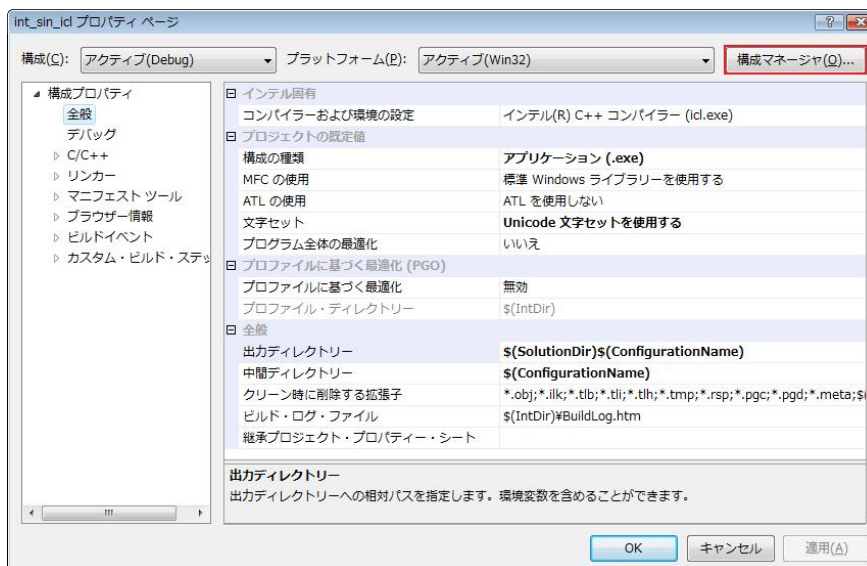 int_sin_icl プロパティ ページ
構成(C): アクティブ(Debug) プラットフォーム(P): アクティブ(Win32) 構成マネージャ(O)...
構成プロパティ
全般
デバッグ
C/C++
リンカー
マニフェスト ツール
ブラウザー情報
ビルドイベント
カスタム・ビルド・ステッ
インテル固有
コンパイラーおよび環境の設定 インテル(R) C++ コンパイラー (icl.exe)
プロジェクトの既定値
構成の種類 アプリケーション (.exe)
MFC の使用 標準 Windows ライブラリーを使用する
ATL の使用 ATL を使用しない
文字セット Unicode 文字セットを使用する
プログラム全体の最適化 いいえ
プロファイルに基づく最適化 (PGO)
プロファイルに基づく最適化 無効
プロファイル・ディレクトリー $(IntDir)
全般
出力ディレクトリー $(SolutionDir)$(ConfigurationName)
中間ディレクトリー $(ConfigurationName)
クリーン時に削除する拡張子 *.obj;*.ilk;*.tlb;*.tli;*.tlh;*.tmp;*.rsp;*.pgc;*.pgd;*.meta;$(
ビルド・ログ・ファイル $(IntDir)¥BuildLog.htm
継承プロジェクト・プロパティー・シート
出力ディレクトリー
出力ディレクトリーへの相対パスを指定します。環境変数を含めることができます。
OK キャンセル 適用(A)